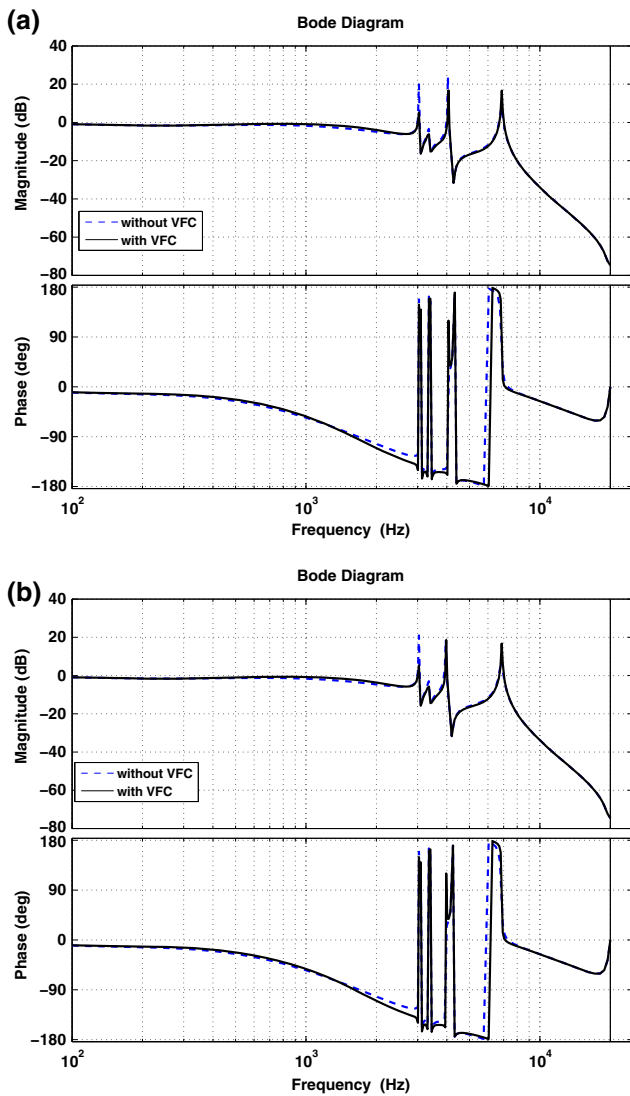 (a)
Bode Diagram
40
20
0
−20
−40
−60
−80
Magnitude (dB)
without VFC
with VFC
180
90
0
−90
−180
Phase (deg)
10^2
10^3
10^4
Frequency (Hz)
(b)
Bode Diagram
40
20
0
−20
−40
−60
−80
Magnitude (dB)
without VFC
with VFC
180
90
0
−90
−180
Phase (deg)
10^2
10^3
10^4
Frequency (Hz)